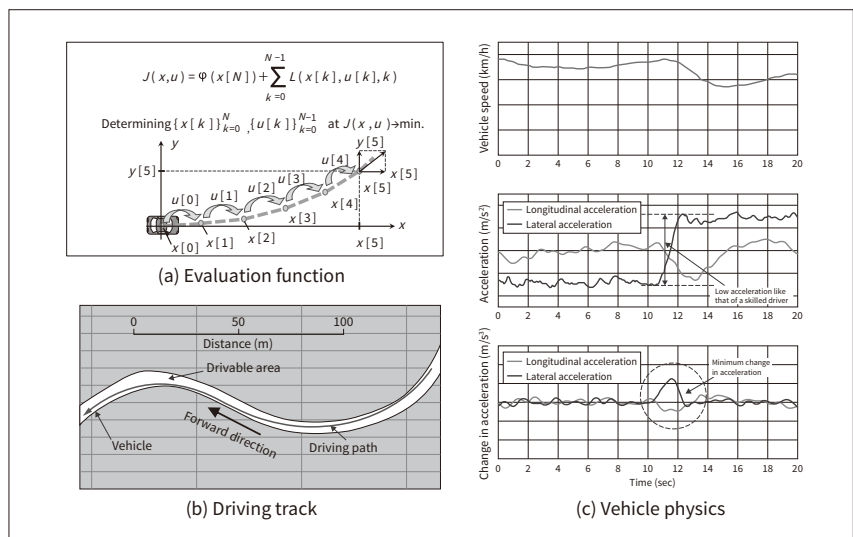 J(x,u) = φ(x[N]) + ∑ L(x[k], u[k], k)
N−1
k=0
Determining {x[k]}ᴺₖ₌₀, {u[k]}ᴺ⁻¹ₖ₌₀ at J(x,u)→min.
y
y[5]
y[5]
u[0]
u[1]
u[2]
u[3]
u[4]
x[5]
x[5]
x[4]
x[3]
x[0]
x[1]
x[2]
x[5]
x
(a) Evaluation function
0 50 100
Distance (m)
Drivable area
Vehicle
Forward direction
Driving path
(b) Driving track
Vehicle speed (km/h)
0 2 4 6 8 10 12 14 16 18 20
Acceleration (m/s²)
Longitudinal acceleration
Lateral acceleration
Low acceleration like
that of a skilled driver
0 2 4 6 8 10 12 14 16 18 20
Change in acceleration (m/s³)
Longitudinal acceleration
Lateral acceleration
Minimum change
in acceleration
0 2 4 6 8 10 12 14 16 18 20
Time (sec)
(c) Vehicle physics